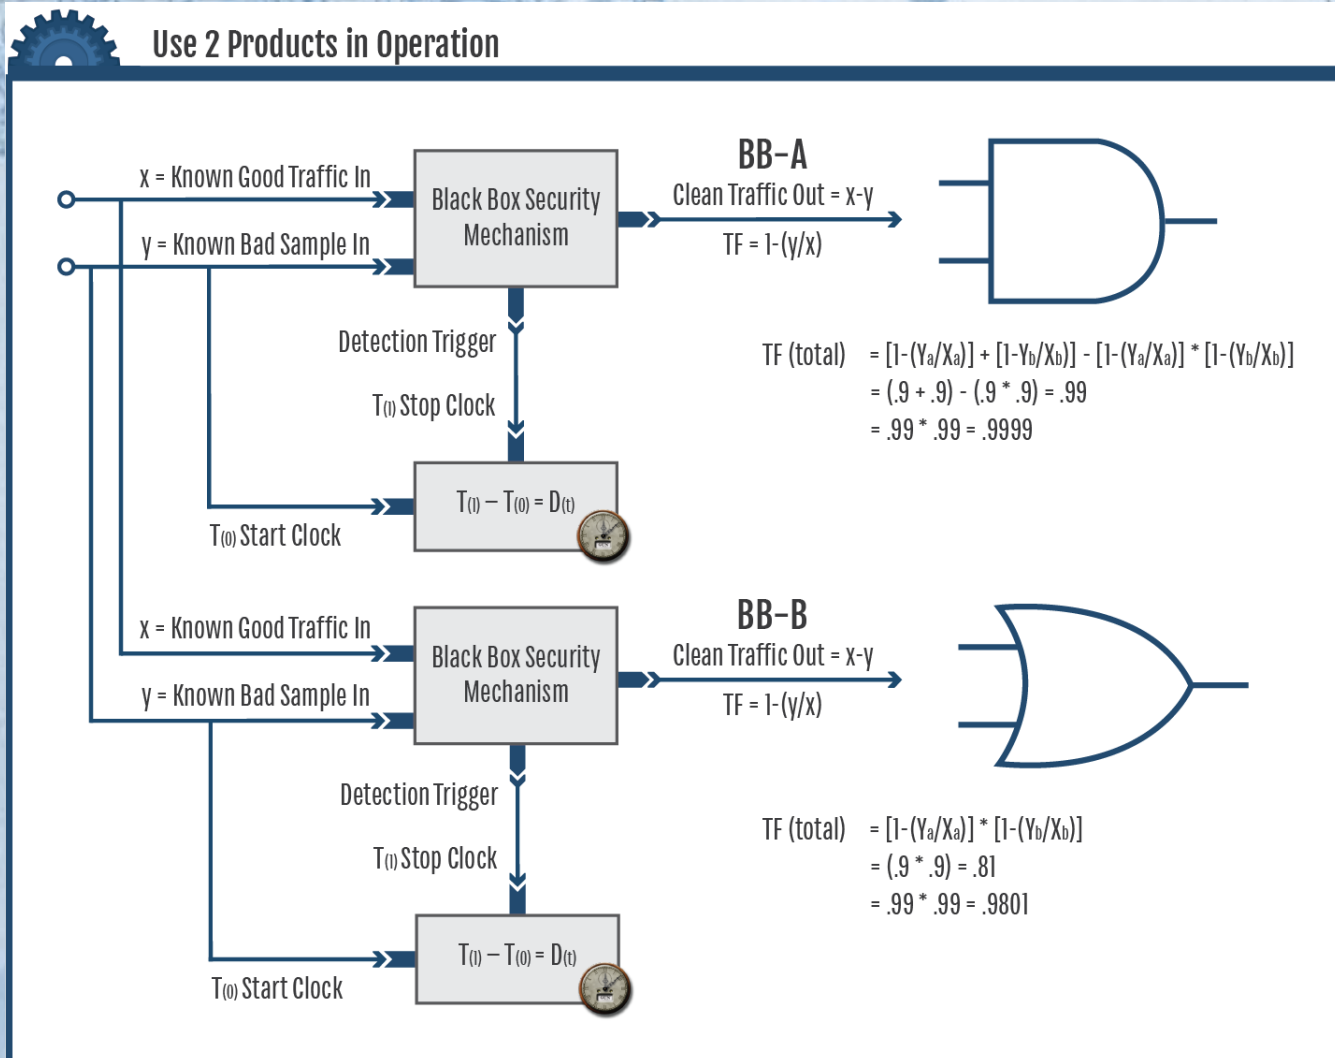 Use 2 Products in Operation
x = Known Good Traffic In
y = Known Bad Sample In
Black Box Security
Mechanism
BB-A
Clean Traffic Out = x-y
TF = 1-(y/x)
Detection Trigger
T(1) Stop Clock
T(1) – T(0) = D(t)
T(0) Start Clock
TF (total) = [1-(Ya/Xa)] + [1-Yb/Xb)] - [1-(Ya/Xa)] * [1-(Yb/Xb)]
= (.9 + .9) - (.9 * .9) = .99
= .99 * .99 = .9999
x = Known Good Traffic In
y = Known Bad Sample In
Black Box Security
Mechanism
BB-B
Clean Traffic Out = x-y
TF = 1-(y/x)
Detection Trigger
T(1) Stop Clock
T(1) – T(0) = D(t)
T(0) Start Clock
TF (total) = [1-(Ya/Xa)] * [1-(Yb/Xb)]
= (.9 * .9) = .81
= .99 * .99 = .9801